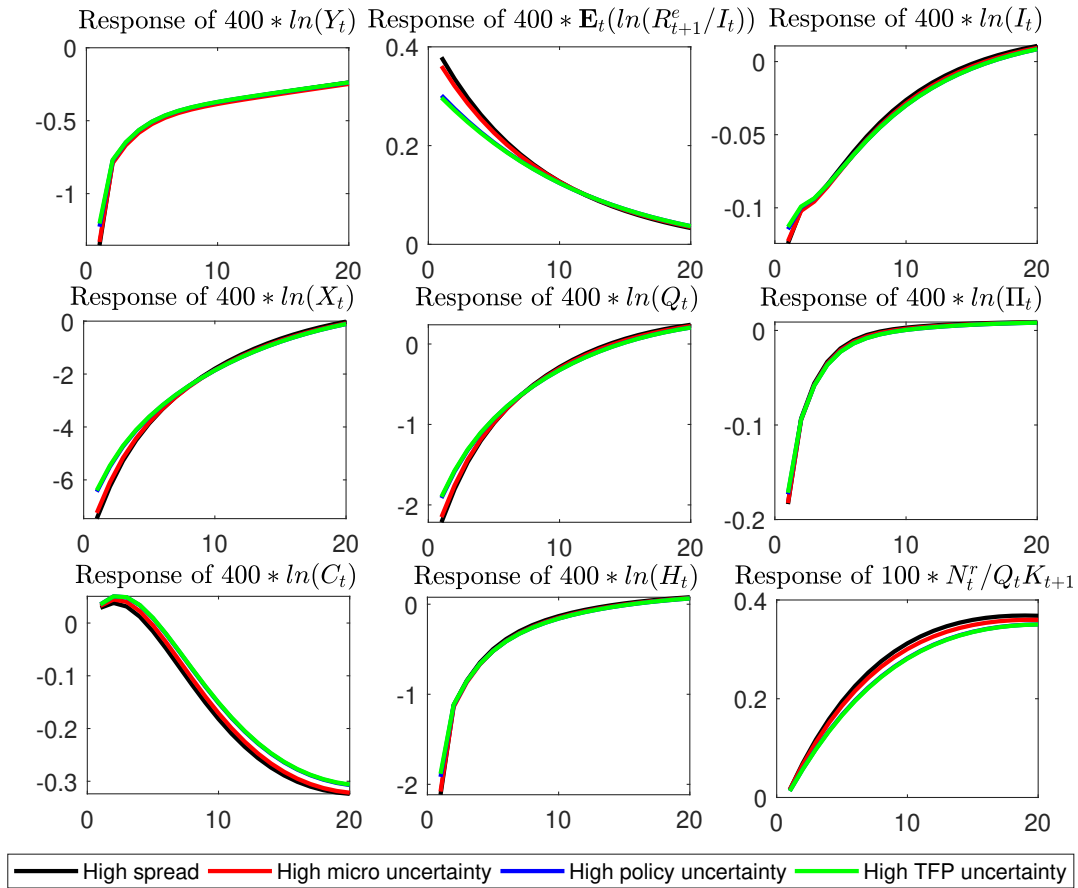 Response of 400 ∗ ln(Y_t)
Response of 400 ∗ E_t(ln(R^e_{t+1}/I_t))
Response of 400 ∗ ln(I_t)
0
-0.5
-1
0 10 20
0.4
0.2
0
0 10 20
0
-0.05
-0.1
0 10 20
Response of 400 ∗ ln(X_t)
Response of 400 ∗ ln(Q_t)
Response of 400 ∗ ln(Π_t)
0
-2
-4
-6
0 10 20
0
-1
-2
0 10 20
0
-0.1
-0.2
0 10 20
Response of 400 ∗ ln(C_t)
Response of 400 ∗ ln(H_t)
Response of 100 ∗ N^r_t/Q_tK_{t+1}
0
-0.1
-0.2
-0.3
0 10 20
0
-1
-2
0 10 20
0.4
0.2
0
0 10 20
High spread
High micro uncertainty
High policy uncertainty
High TFP uncertainty